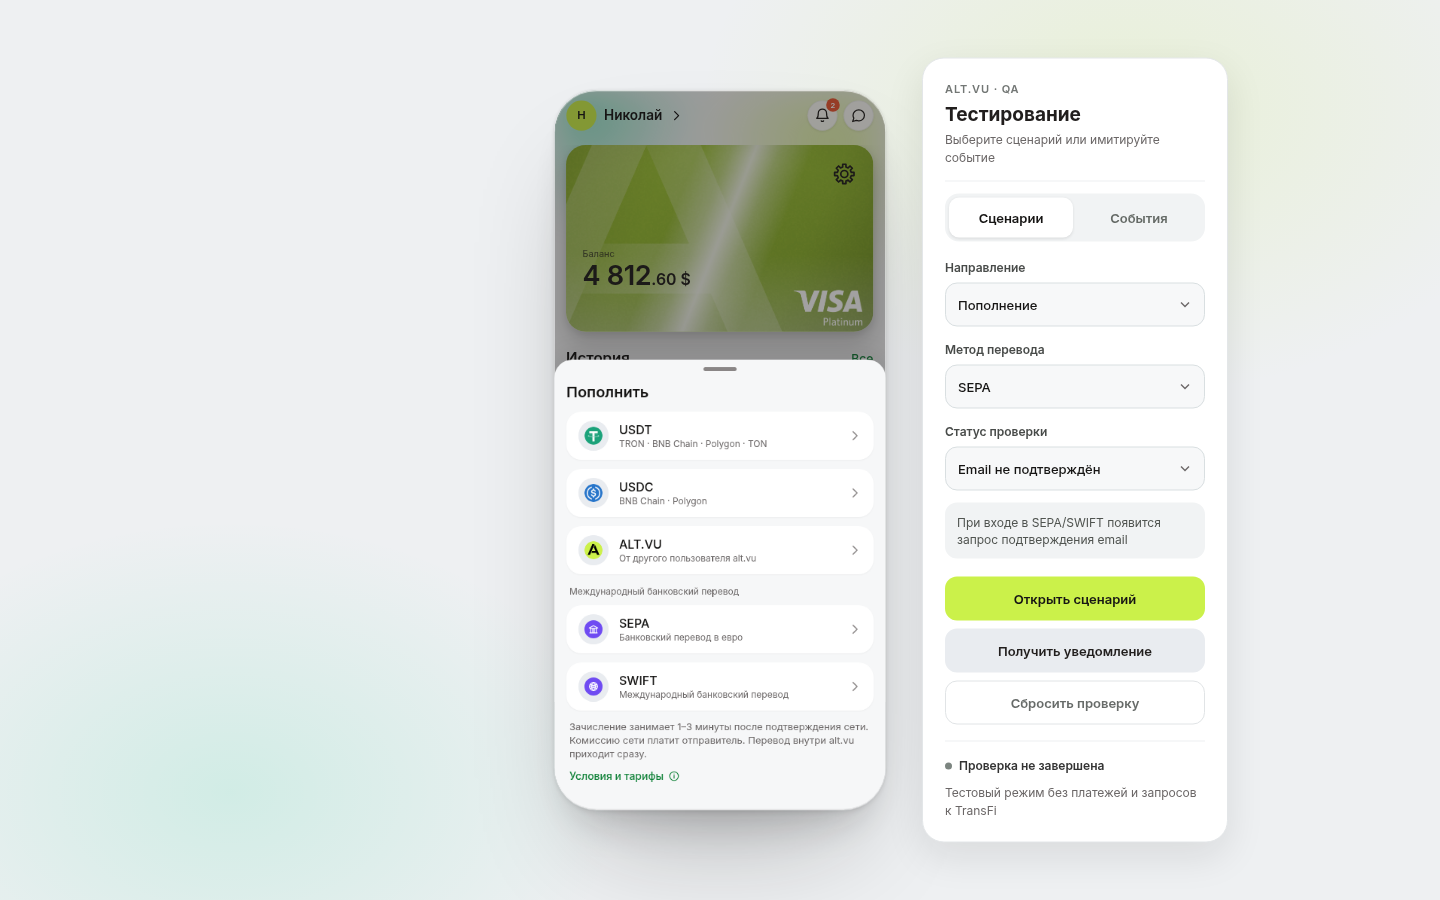 Н
Николай
2
Баланс
4 812.60 $
VISA
Platinum
История
Все
Пополнить
USDT
TRON · BNB Chain · Polygon · TON
USDC
BNB Chain · Polygon
ALT.VU
От другого пользователя alt.vu
Международный банковский перевод
SEPA
Банковский перевод в евро
SWIFT
Международный банковский перевод
Зачисление занимает 1–3 минуты после подтверждения сети.
Комиссию сети платит отправитель. Перевод внутри alt.vu
приходит сразу.
Условия и тарифы
ALT.VU · QA
Тестирование
Выберите сценарий или имитируйте
событие
Сценарии
События
Направление
Пополнение
Метод перевода
SEPA
Статус проверки
Email не подтверждён
При входе в SEPA/SWIFT появится
запрос подтверждения email
Открыть сценарий
Получить уведомление
Сбросить проверку
Проверка не завершена
Тестовый режим без платежей и запросов
к TransFi